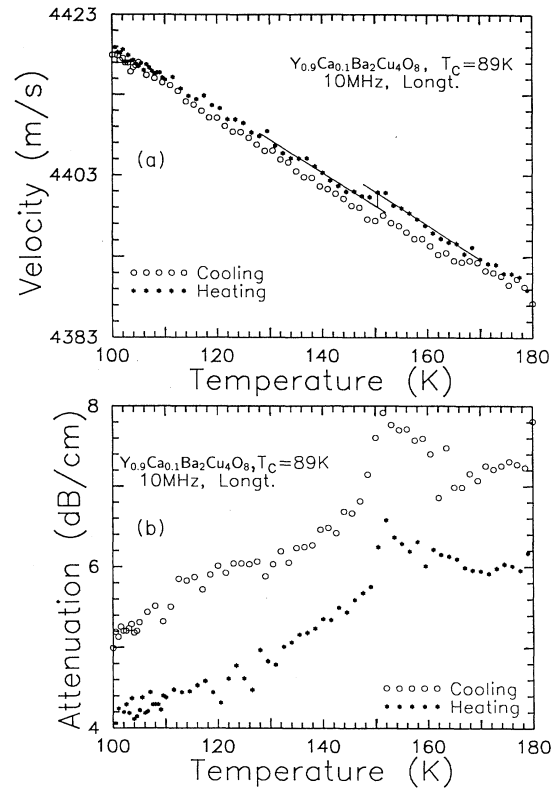 4423
Y0.9Ca0.1Ba2Cu4O8, TC=89K
10MHz, Longt.
Velocity (m/s)
4403
(a)
Cooling
Heating
4383
100 120 140 160 180
Temperature (K)
8
Y0.9Ca0.1Ba2Cu4O8,TC=89K
10MHz, Longt.
Attenuation (dB/cm)
(b)
6
Cooling
Heating
4
100 120 140 160 180
Temperature (K)